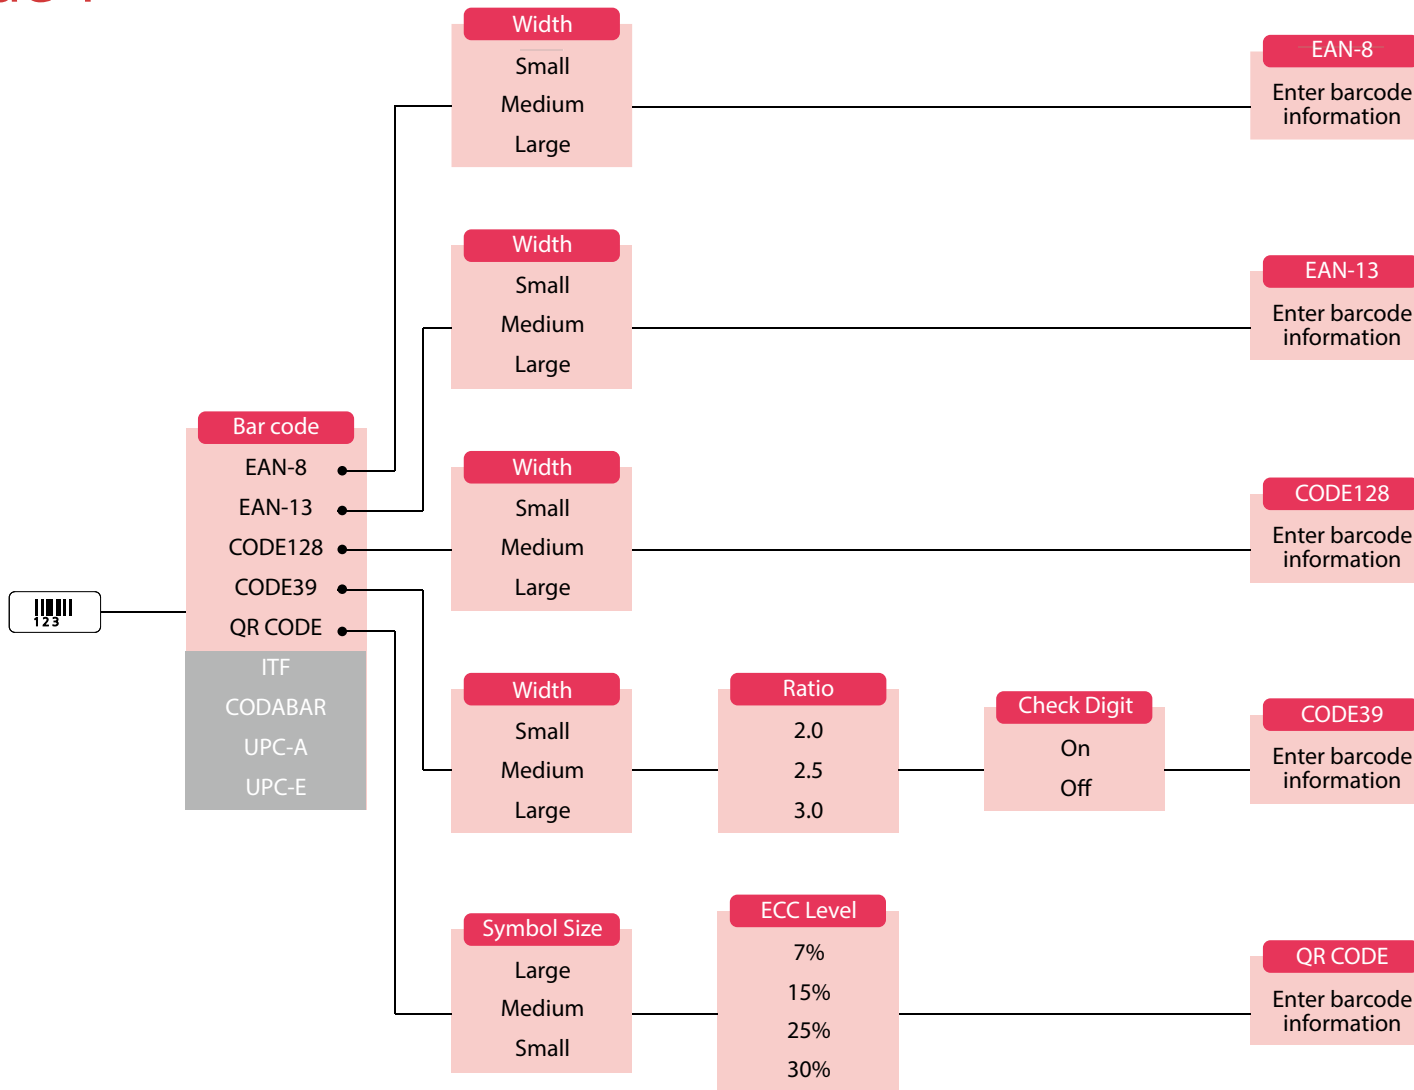 Width
Small
Medium
Large
EAN-8
Enter barcode
information
Width
Small
Medium
Large
EAN-13
Enter barcode
information
Bar code
EAN-8
EAN-13
CODE128
CODE39
QR CODE
ITF
CODABAR
UPC-A
UPC-E
123
Width
Small
Medium
Large
CODE128
Enter barcode
information
Width
Small
Medium
Large
Ratio
2.0
2.5
3.0
Check Digit
On
Off
CODE39
Enter barcode
information
Symbol Size
Large
Medium
Small
ECC Level
7%
15%
25%
30%
QR CODE
Enter barcode
information